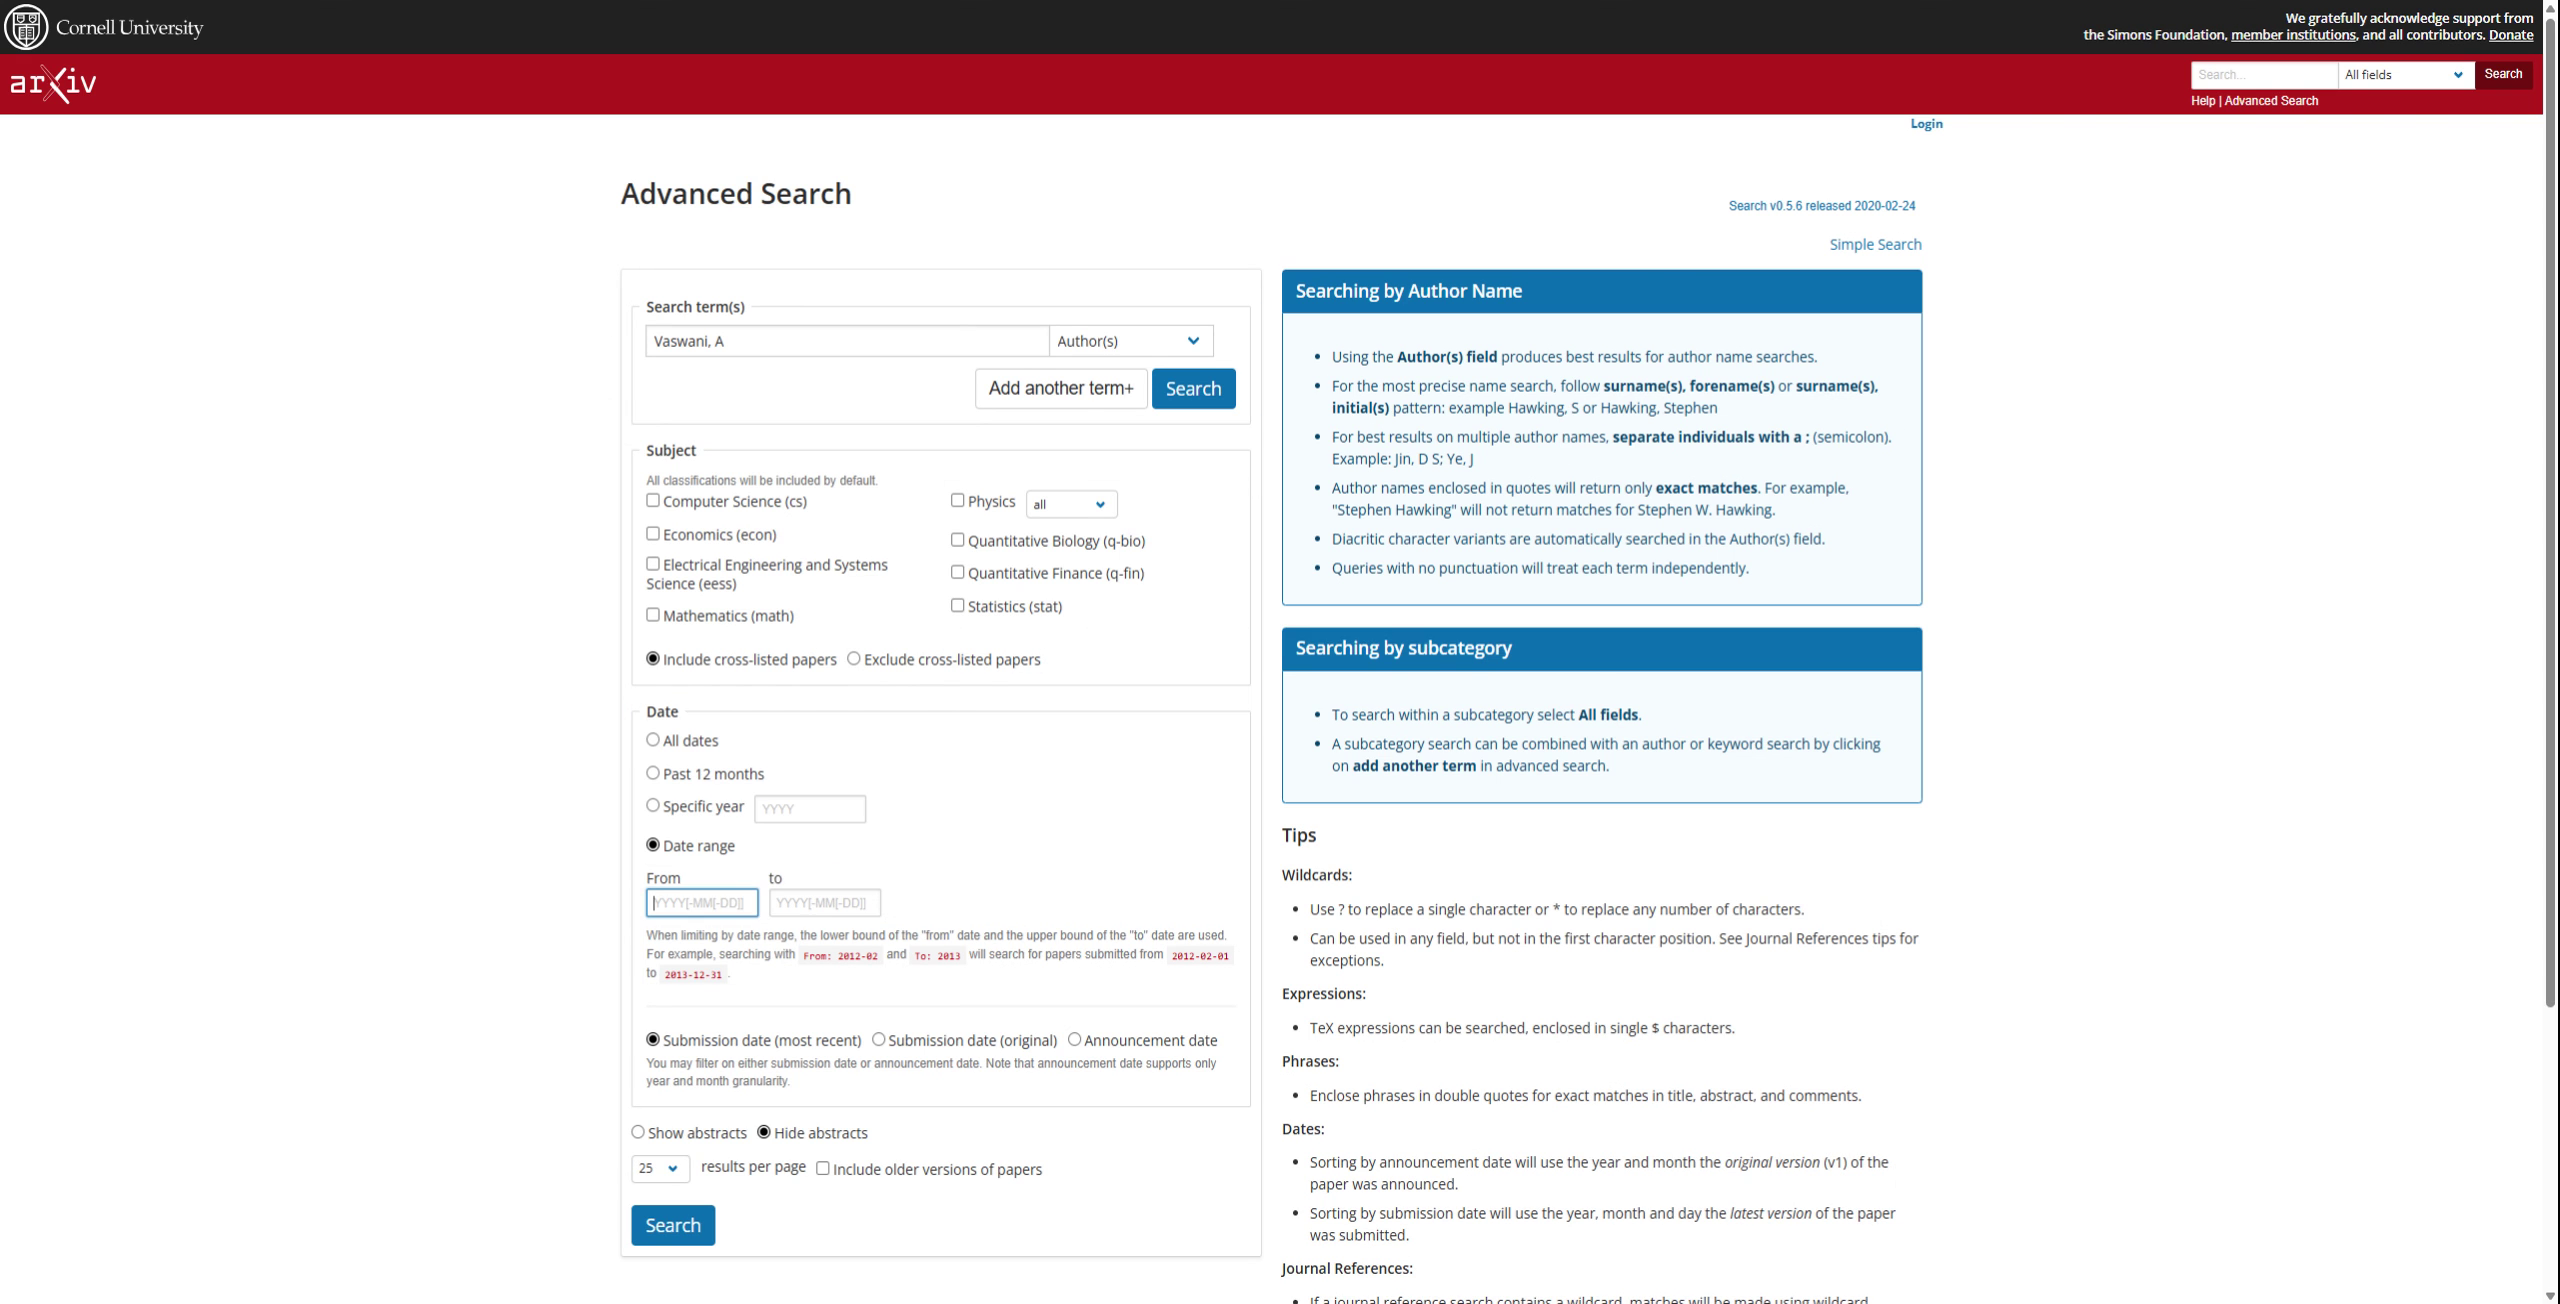 Cornell University
We gratefully acknowledge support from
the Simons Foundation, member institutions, and all contributors. Donate
arXiv
Search...
All fields
Search
Help | Advanced Search
Login
Advanced Search
Search v0.5.6 released 2020-02-24
Simple Search
Search term(s)
Vaswani, A
Author(s)
Add another term+
Search
Subject
All classifications will be included by default.
Computer Science (cs)
Economics (econ)
Electrical Engineering and Systems
Science (eess)
Mathematics (math)
Physics
all
Quantitative Biology (q-bio)
Quantitative Finance (q-fin)
Statistics (stat)
Include cross-listed papers
Exclude cross-listed papers
Date
All dates
Past 12 months
Specific year
YYYY
Date range
From
to
YYYY[-MM[-DD]]
YYYY[-MM[-DD]]
When limiting by date range, the lower bound of the "from" date and the upper bound of the "to" date are used.
For example, searching with From: 2012-02 and To: 2013 will search for papers submitted from 2012-02-01
to 2013-12-31 .
Submission date (most recent)
Submission date (original)
Announcement date
You may filter on either submission date or announcement date. Note that announcement date supports only
year and month granularity.
Show abstracts
Hide abstracts
25
results per page
Include older versions of papers
Search
Searching by Author Name
Using the Author(s) field produces best results for author name searches.
For the most precise name search, follow surname(s), forename(s) or surname(s),
initial(s) pattern: example Hawking, S or Hawking, Stephen
For best results on multiple author names, separate individuals with a ; (semicolon).
Example: Jin, D S; Ye, J
Author names enclosed in quotes will return only exact matches. For example,
"Stephen Hawking" will not return matches for Stephen W. Hawking.
Diacritic character variants are automatically searched in the Author(s) field.
Queries with no punctuation will treat each term independently.
Searching by subcategory
To search within a subcategory select All fields.
A subcategory search can be combined with an author or keyword search by clicking
on add another term in advanced search.
Tips
Wildcards:
Use ? to replace a single character or * to replace any number of characters.
Can be used in any field, but not in the first character position. See Journal References tips for
exceptions.
Expressions:
TeX expressions can be searched, enclosed in single $ characters.
Phrases:
Enclose phrases in double quotes for exact matches in title, abstract, and comments.
Dates:
Sorting by announcement date will use the year and month the original version (v1) of the
paper was announced.
Sorting by submission date will use the year, month and day the latest version of the paper
was submitted.
Journal References:
If a journal reference search contains a wildcard, matches will be made using wildcard